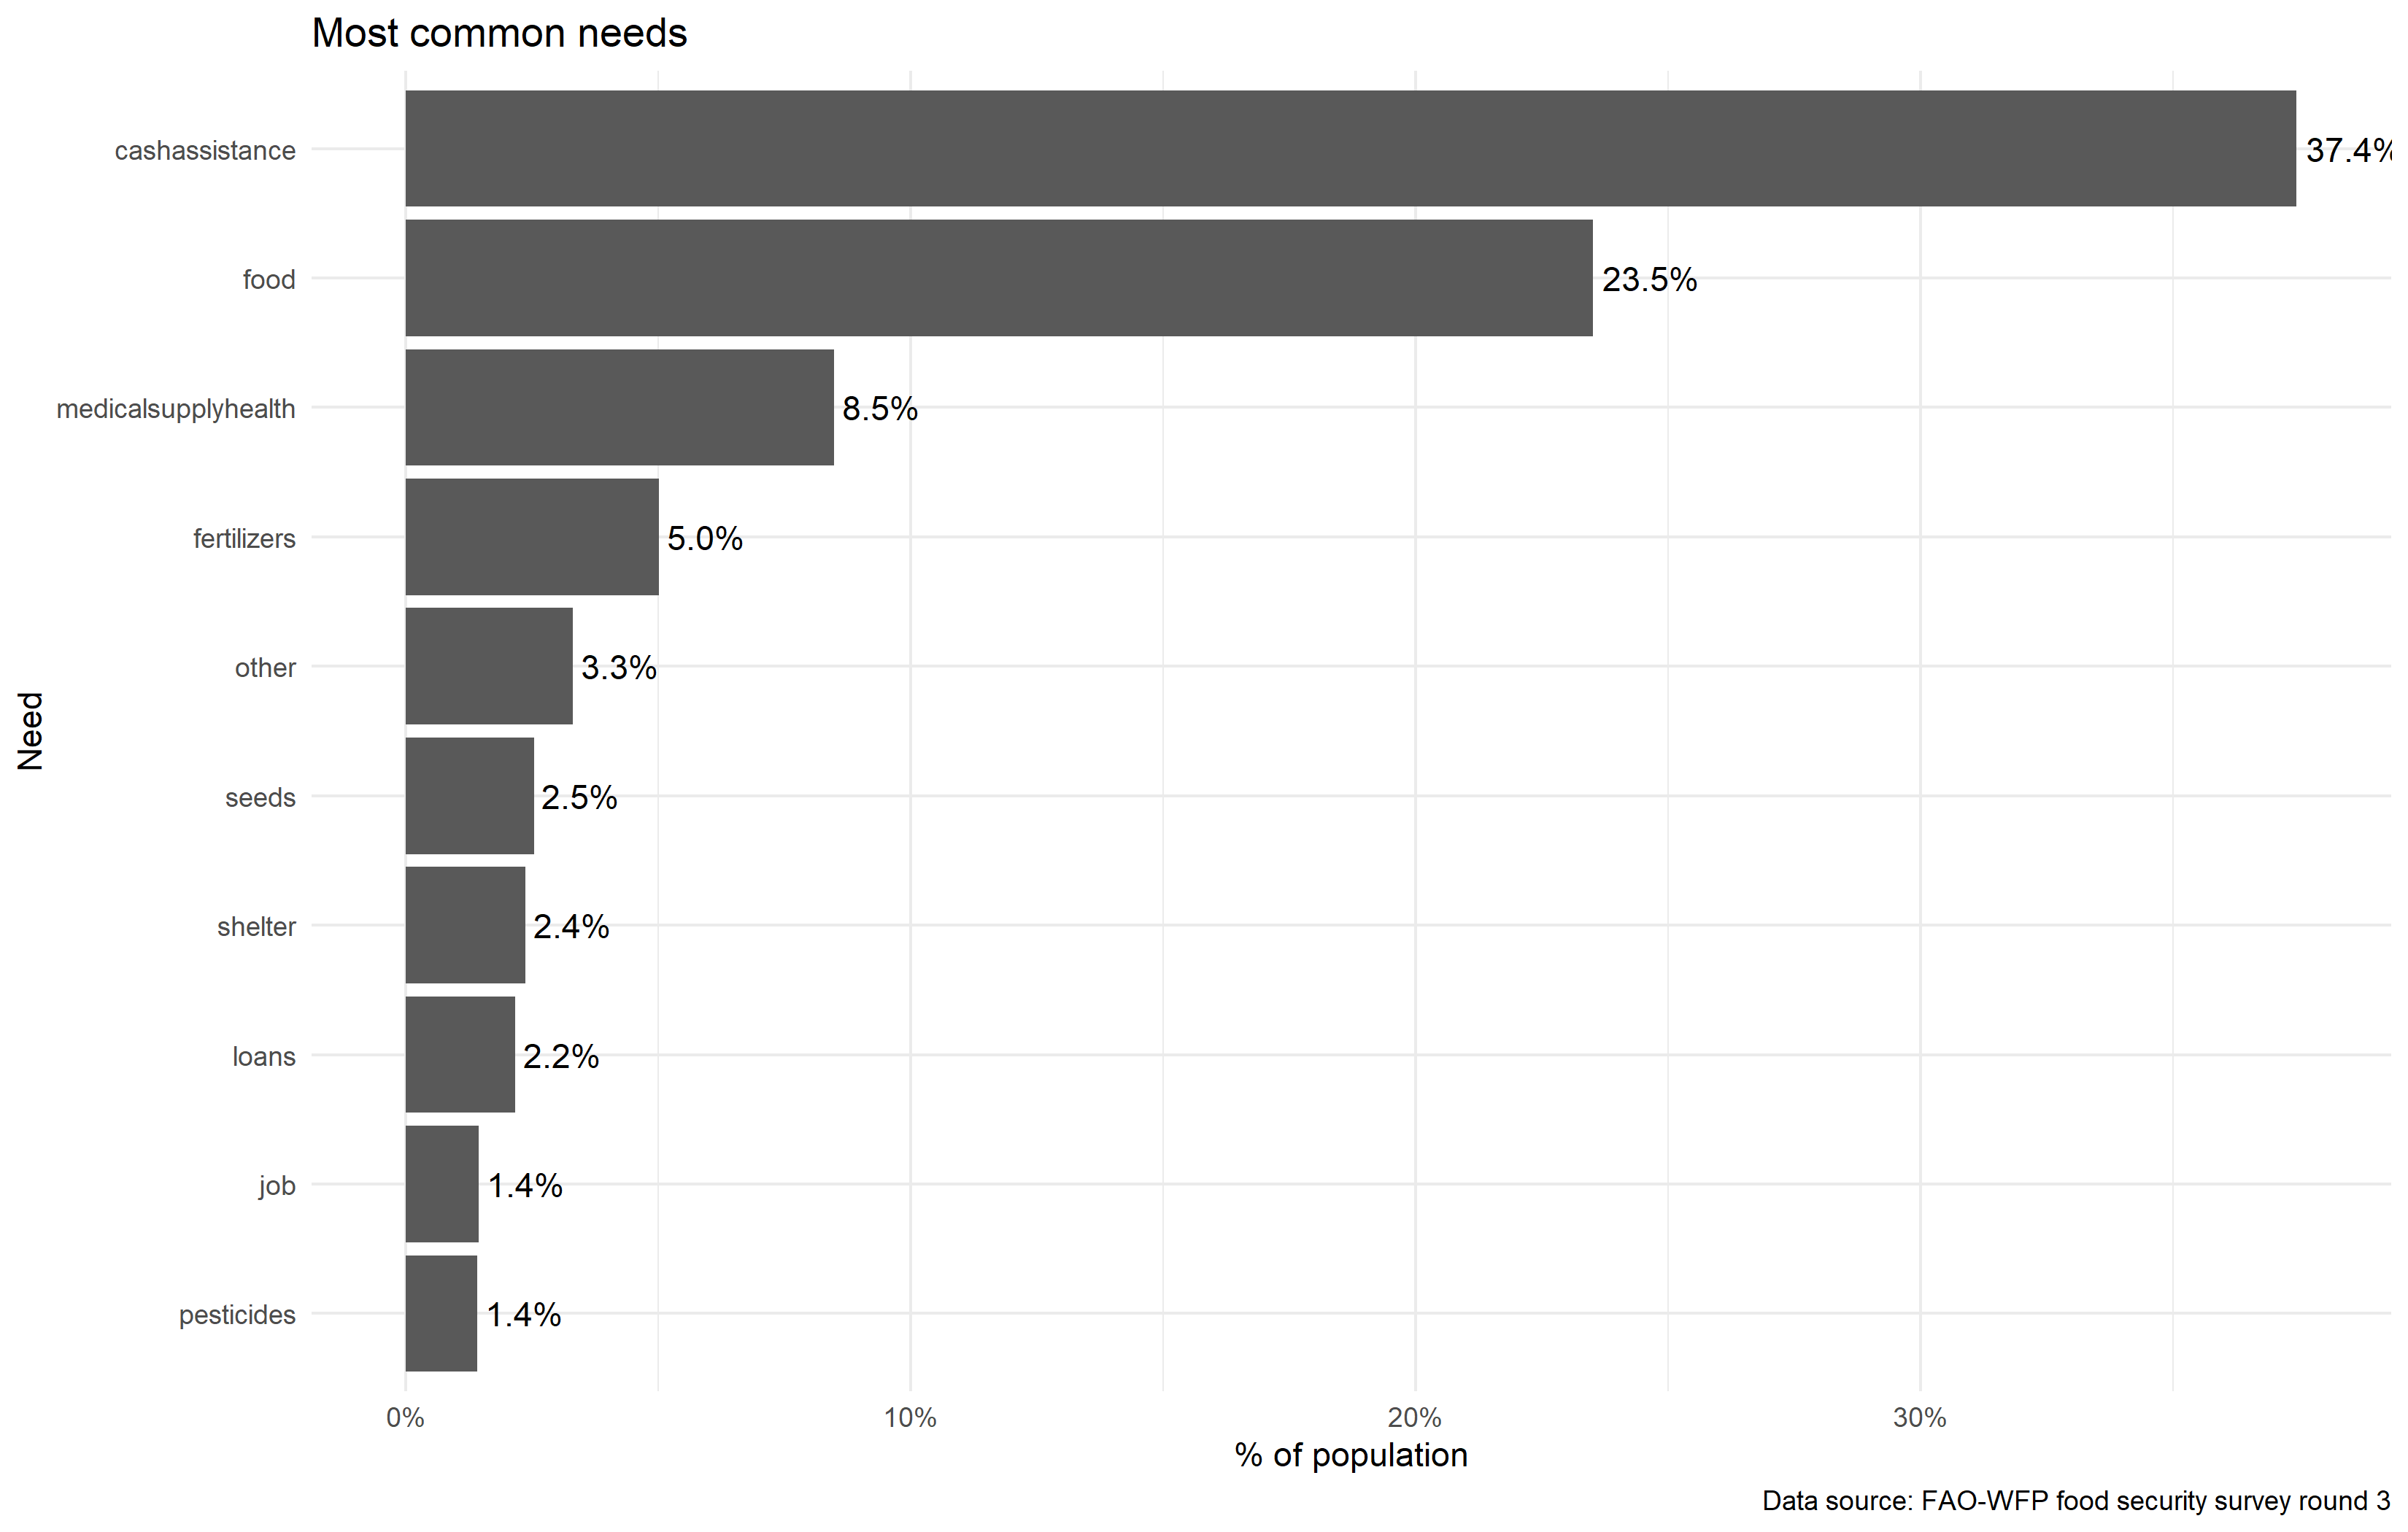 Most common needs
cashassistance
37.4%
food
23.5%
medicalsupplyhealth
8.5%
fertilizers
5.0%
other
3.3%
Need
seeds
2.5%
shelter
2.4%
loans
2.2%
job
1.4%
pesticides
1.4%
0% 10% 20% 30%
% of population
Data source: FAO-WFP food security survey round 3